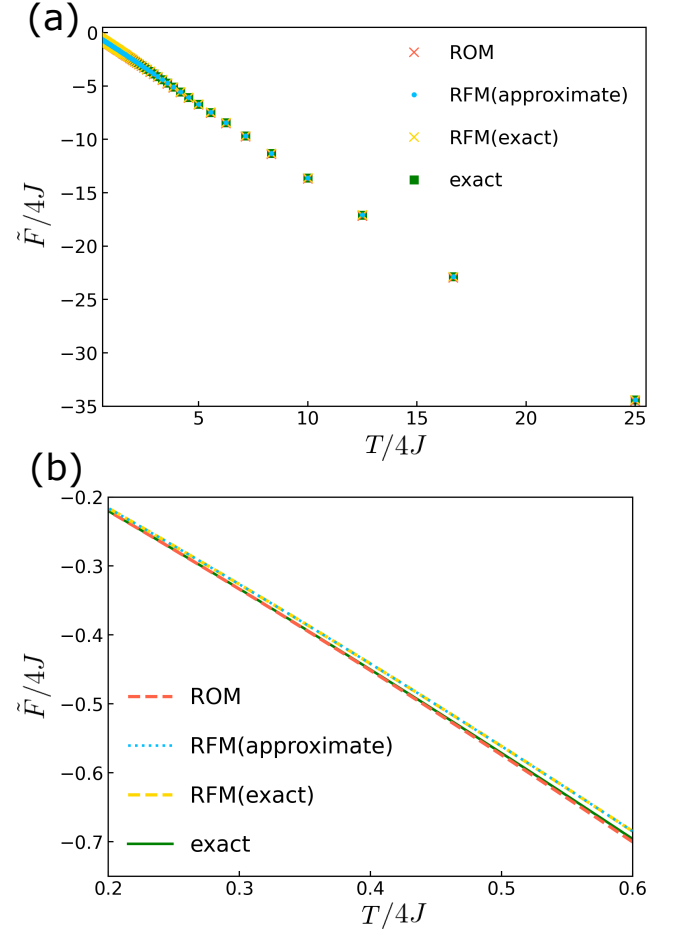 (a)
0
−5
−10
−15
−20
−25
−30
−35
F̃/4J
ROM
RFM(approximate)
RFM(exact)
exact
5
10
15
20
25
T/4J
(b)
−0.2
−0.3
−0.4
−0.5
−0.6
−0.7
F̃/4J
ROM
RFM(approximate)
RFM(exact)
exact
0.2
0.3
0.4
0.5
0.6
T/4J